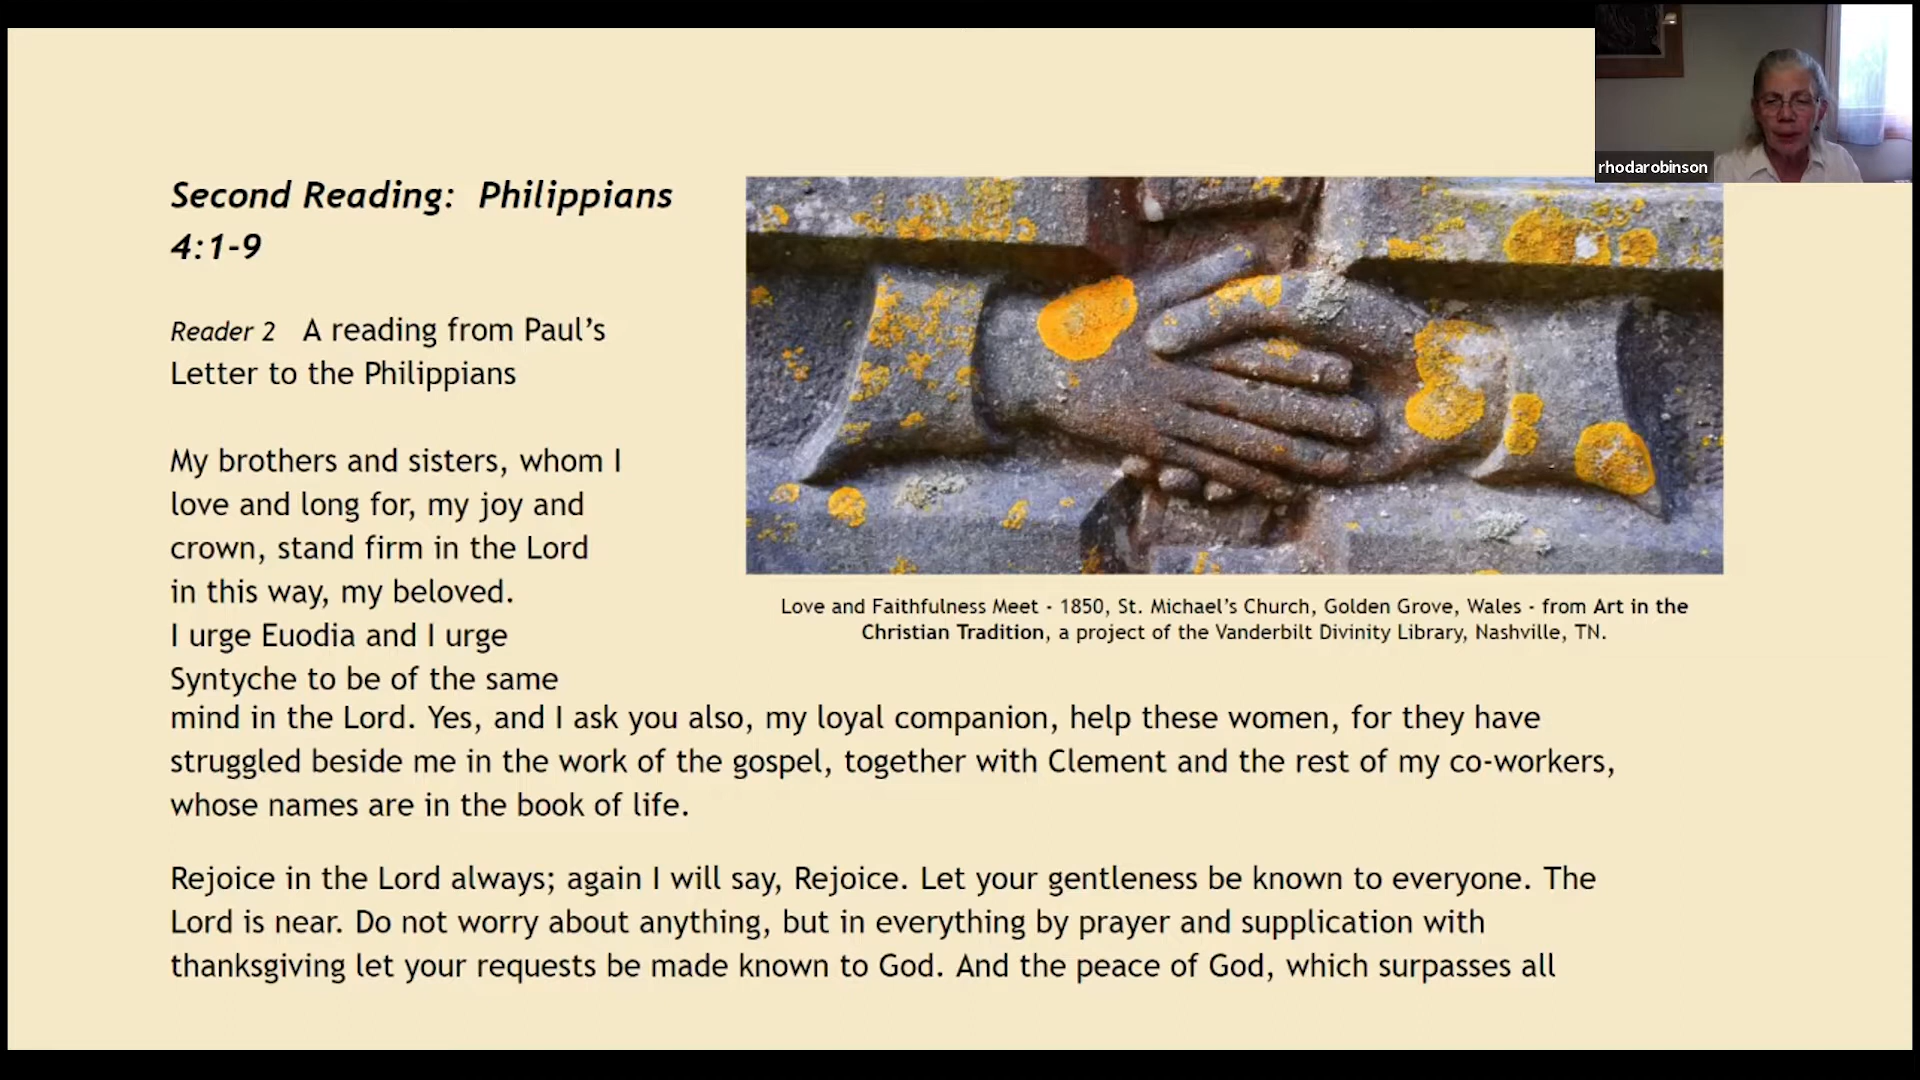 rhodarobinson
Second Reading:  Philippians
4:1-9
Reader 2   A reading from Paul’s
Letter to the Philippians
My brothers and sisters, whom I
love and long for, my joy and
crown, stand firm in the Lord
in this way, my beloved.
I urge Euodia and I urge
Syntyche to be of the same
mind in the Lord. Yes, and I ask you also, my loyal companion, help these women, for they have
struggled beside me in the work of the gospel, together with Clement and the rest of my co-workers,
whose names are in the book of life.
Rejoice in the Lord always; again I will say, Rejoice. Let your gentleness be known to everyone. The
Lord is near. Do not worry about anything, but in everything by prayer and supplication with
thanksgiving let your requests be made known to God. And the peace of God, which surpasses all
Love and Faithfulness Meet - 1850, St. Michael’s Church, Golden Grove, Wales - from Art in the
Christian Tradition, a project of the Vanderbilt Divinity Library, Nashville, TN.